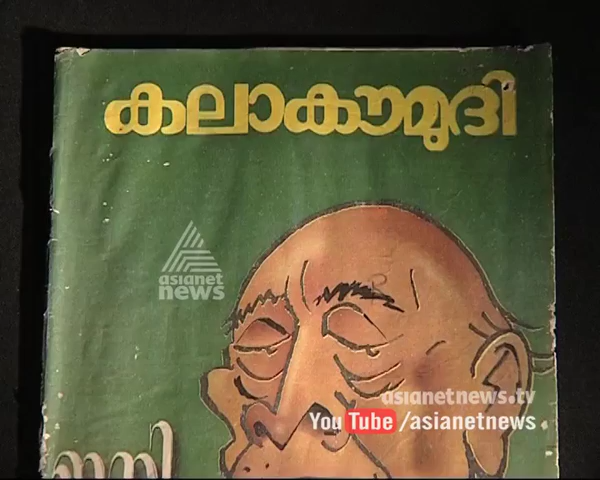 കലാകൗമുദി
asianet
news
asianetnews.tv
YouTube /asianetnews